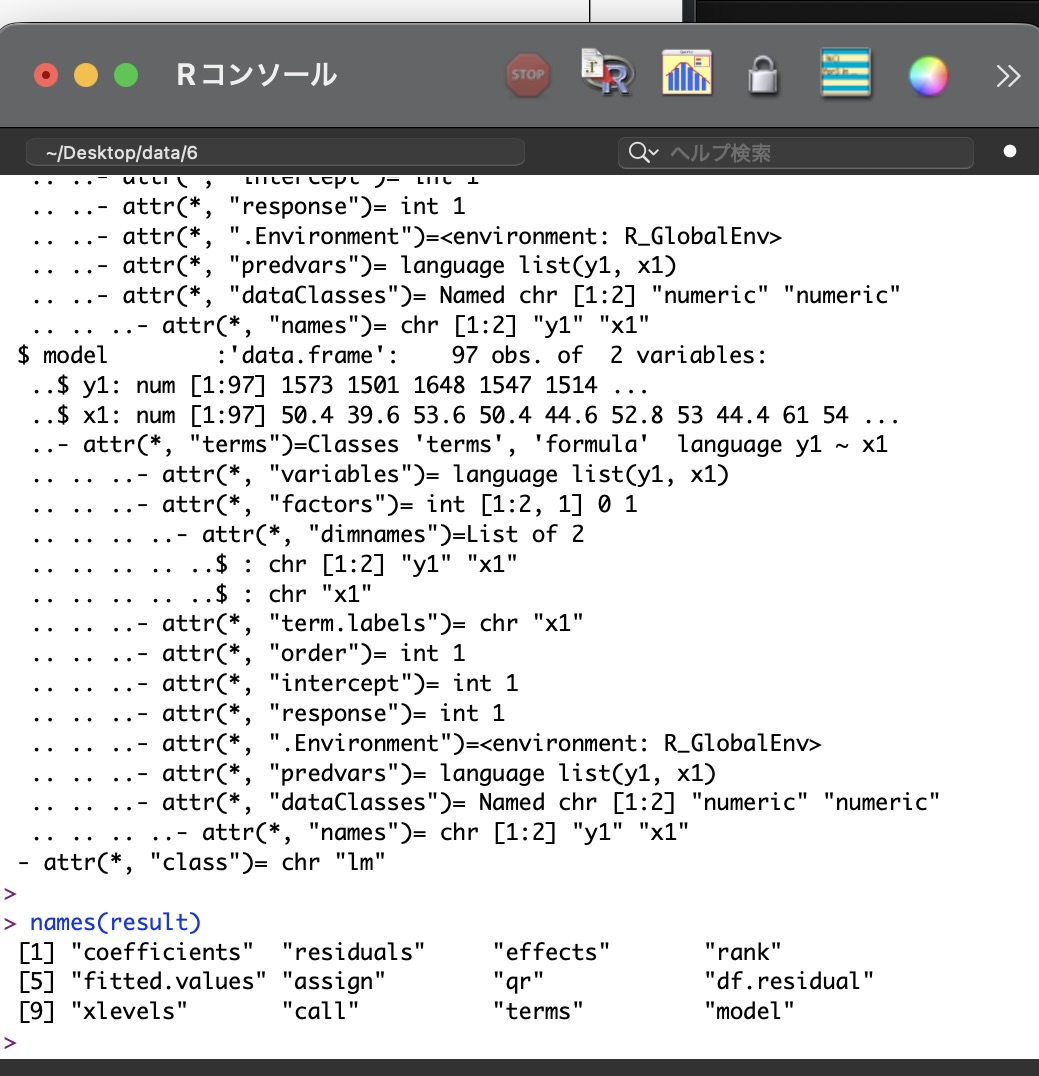 Rコンソール
STOP
~/Desktop/data/6
ヘルプ検索
.. ..- attr(*, "intercept")= int 1
.. ..- attr(*, "response")= int 1
.. ..- attr(*, ".Environment")=<environment: R_GlobalEnv>
.. ..- attr(*, "predvars")= language list(y1, x1)
.. ..- attr(*, "dataClasses")= Named chr [1:2] "numeric" "numeric"
.. .. ..- attr(*, "names")= chr [1:2] "y1" "x1"
$ model        :'data.frame':    97 obs. of  2 variables:
..$ y1: num [1:97] 1573 1501 1648 1547 1514 ...
..$ x1: num [1:97] 50.4 39.6 53.6 50.4 44.6 52.8 53 44.4 61 54 ...
..- attr(*, "terms")=Classes 'terms', 'formula'  language y1 ~ x1
.. .. ..- attr(*, "variables")= language list(y1, x1)
.. .. ..- attr(*, "factors")= int [1:2, 1] 0 1
.. .. .. ..- attr(*, "dimnames")=List of 2
.. .. .. .. ..$ : chr [1:2] "y1" "x1"
.. .. .. .. ..$ : chr "x1"
.. .. ..- attr(*, "term.labels")= chr "x1"
.. .. ..- attr(*, "order")= int 1
.. .. ..- attr(*, "intercept")= int 1
.. .. ..- attr(*, "response")= int 1
.. .. ..- attr(*, ".Environment")=<environment: R_GlobalEnv>
.. .. ..- attr(*, "predvars")= language list(y1, x1)
.. .. ..- attr(*, "dataClasses")= Named chr [1:2] "numeric" "numeric"
.. .. .. ..- attr(*, "names")= chr [1:2] "y1" "x1"
- attr(*, "class")= chr "lm"
>
> names(result)
[1] "coefficients"  "residuals"     "effects"       "rank"
[5] "fitted.values" "assign"        "qr"            "df.residual"
[9] "xlevels"       "call"          "terms"         "model"
>